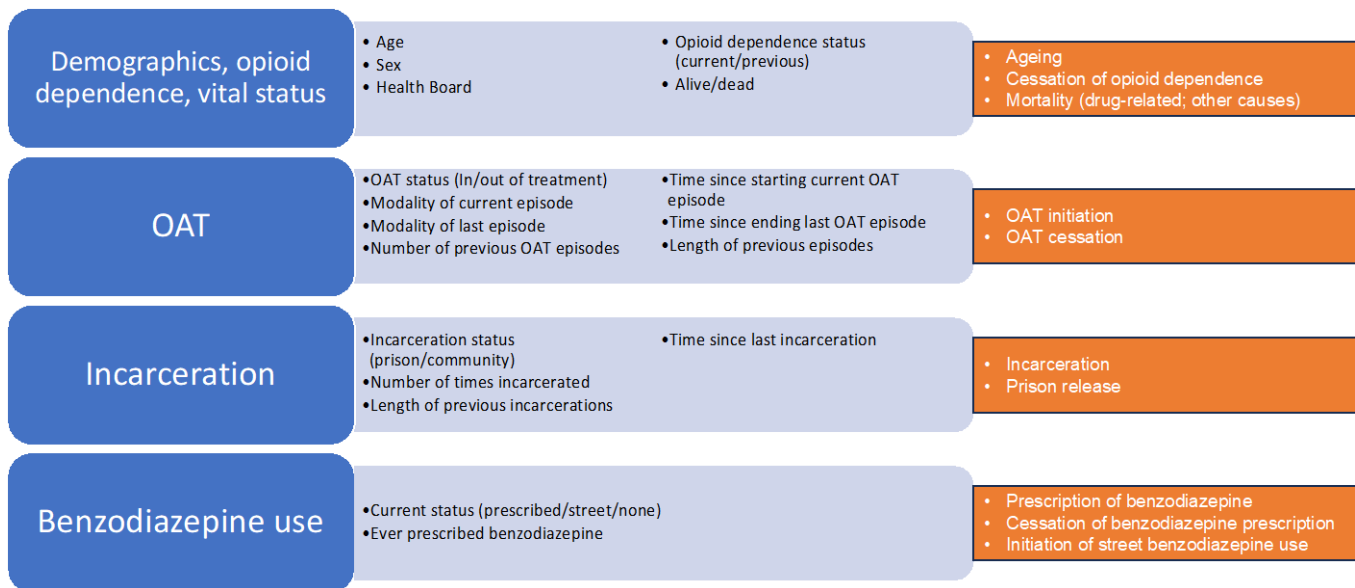 Demographics, opioid
dependence, vital status
• Age
• Sex
• Health Board
• Opioid dependence status
(current/previous)
• Alive/dead
• Ageing
• Cessation of opioid dependence
• Mortality (drug-related; other causes)
OAT
•OAT status (In/out of treatment)
•Modality of current episode
•Modality of last episode
•Number of previous OAT episodes
•Time since starting current OAT
episode
•Time since ending last OAT episode
•Length of previous episodes
• OAT initiation
• OAT cessation
Incarceration
•Incarceration status
(prison/community)
•Number of times incarcerated
•Length of previous incarcerations
•Time since last incarceration
• Incarceration
• Prison release
Benzodiazepine use
•Current status (prescribed/street/none)
•Ever prescribed benzodiazepine
• Prescription of benzodiazepine
• Cessation of benzodiazepine prescription
• Initiation of street benzodiazepine use